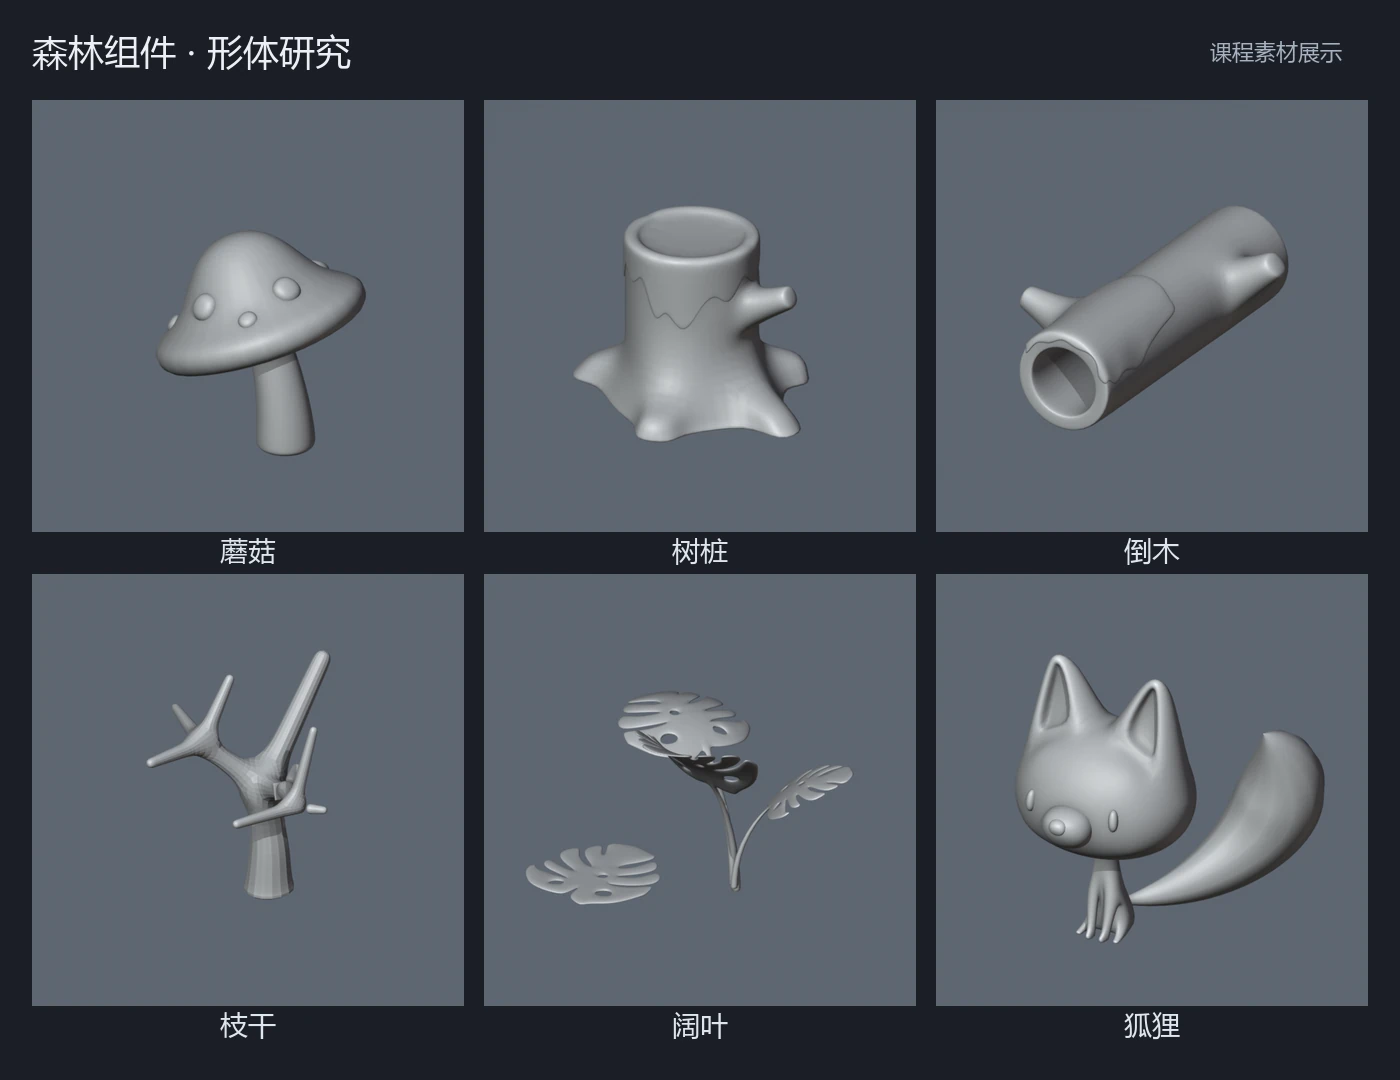 森林组件 · 形体研究
课程素材展示
蘑菇
树桩
倒木
枝干
阔叶
狐狸